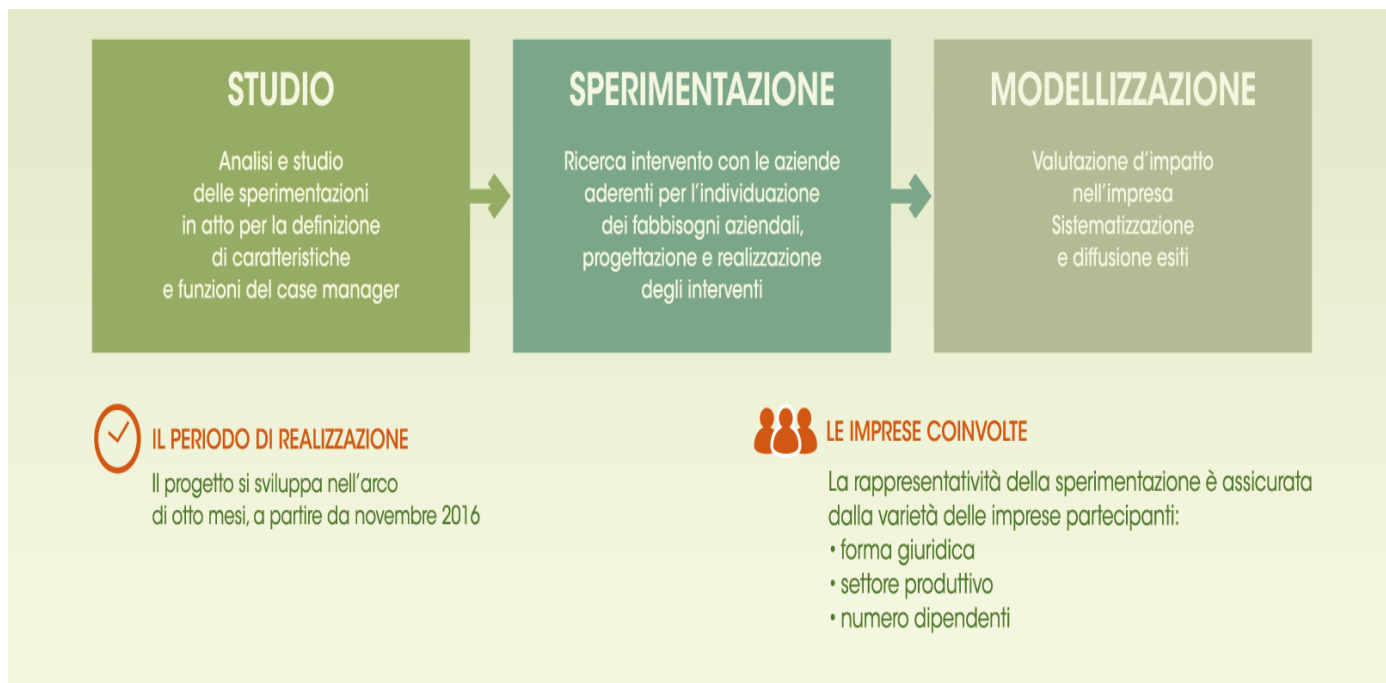 STUDIO
Analisi e studio
delle sperimentazioni
in atto per la definizione
di caratteristiche
e funzioni del case manager
SPERIMENTAZIONE
Ricerca intervento con le aziende
aderenti per l'individuazione
dei fabbisogni aziendali,
progettazione e realizzazione
degli interventi
MODELLIZZAZIONE
Valutazione d'impatto
nell'impresa
Sistematizzazione
e diffusione esiti
IL PERIODO DI REALIZZAZIONE
Il progetto si sviluppa nell'arco
di otto mesi, a partire da novembre 2016
LE IMPRESE COINVOLTE
La rappresentatività della sperimentazione è assicurata
dalla varietà delle imprese partecipanti:
• forma giuridica
• settore produttivo
• numero dipendenti